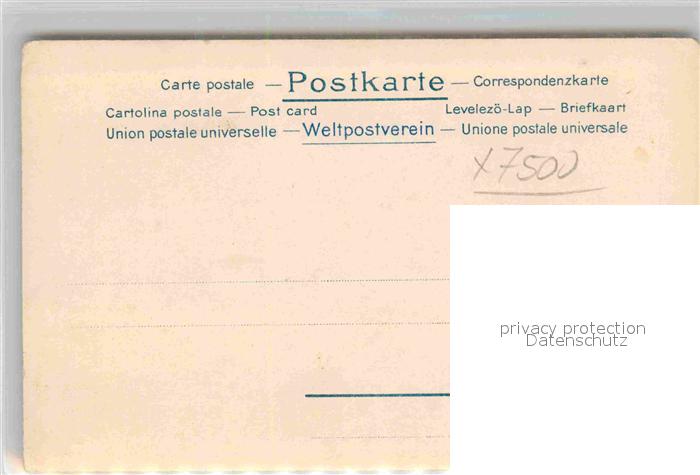 Carte postale — Postkarte — Correspondenzkarte
Cartolina postale — Post card Levelezö-Lap — Briefkaart
Union postale universelle — Weltpostverein — Unione postale universale
x7500
privacy protection
Datenschutz